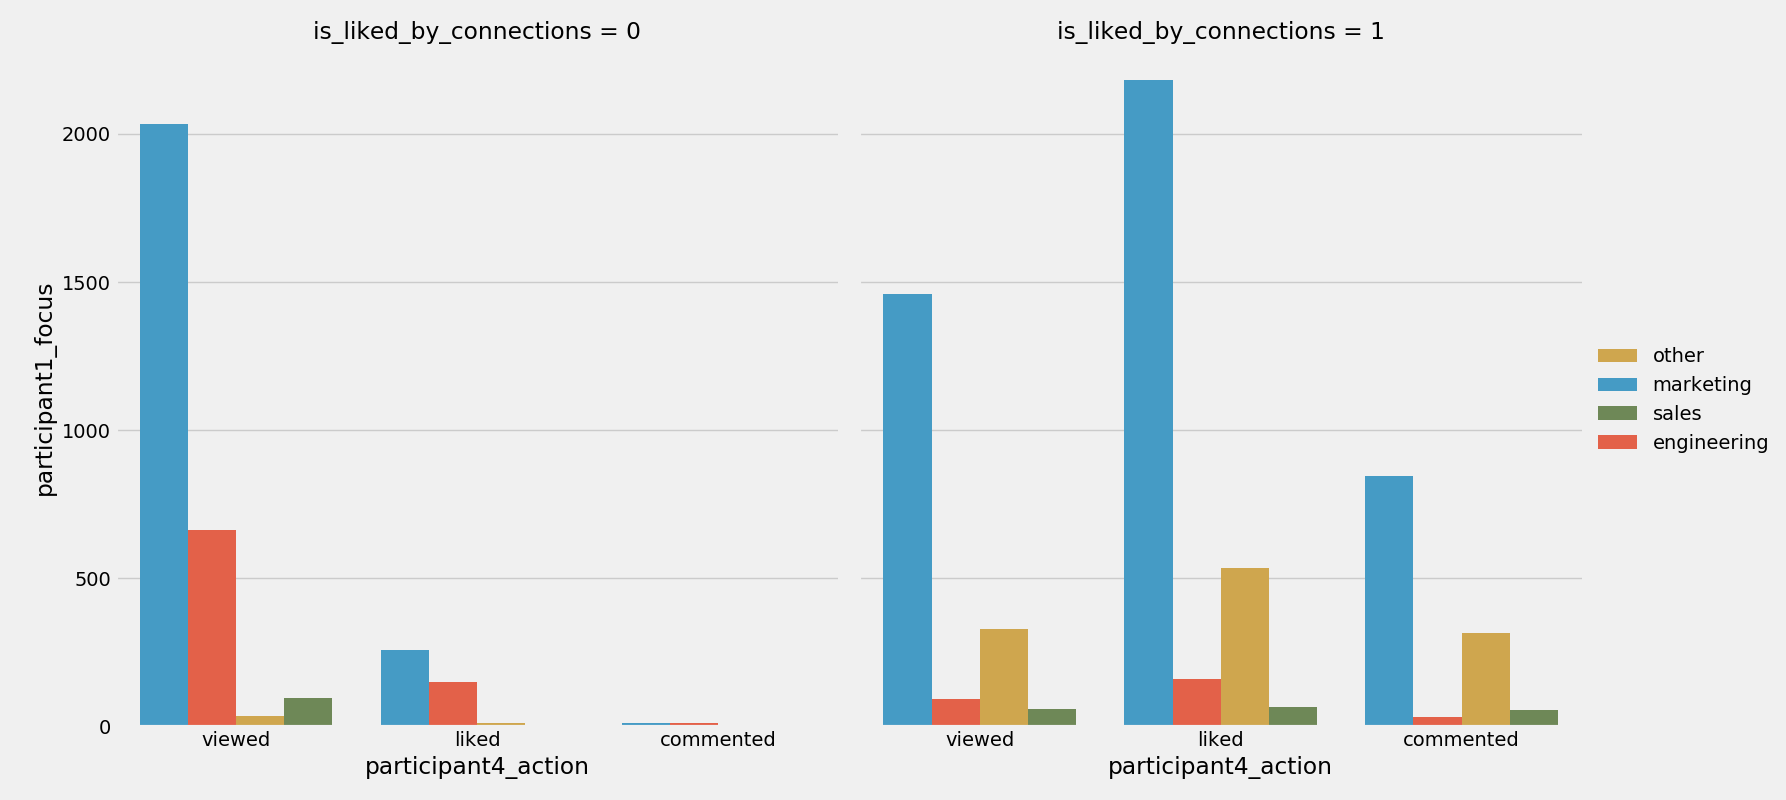 is_liked_by_connections = 0
is_liked_by_connections = 1
participant1_focus
2000
1500
1000
500
0
viewed
liked
commented
participant4_action
viewed
liked
commented
participant4_action
other
marketing
sales
engineering